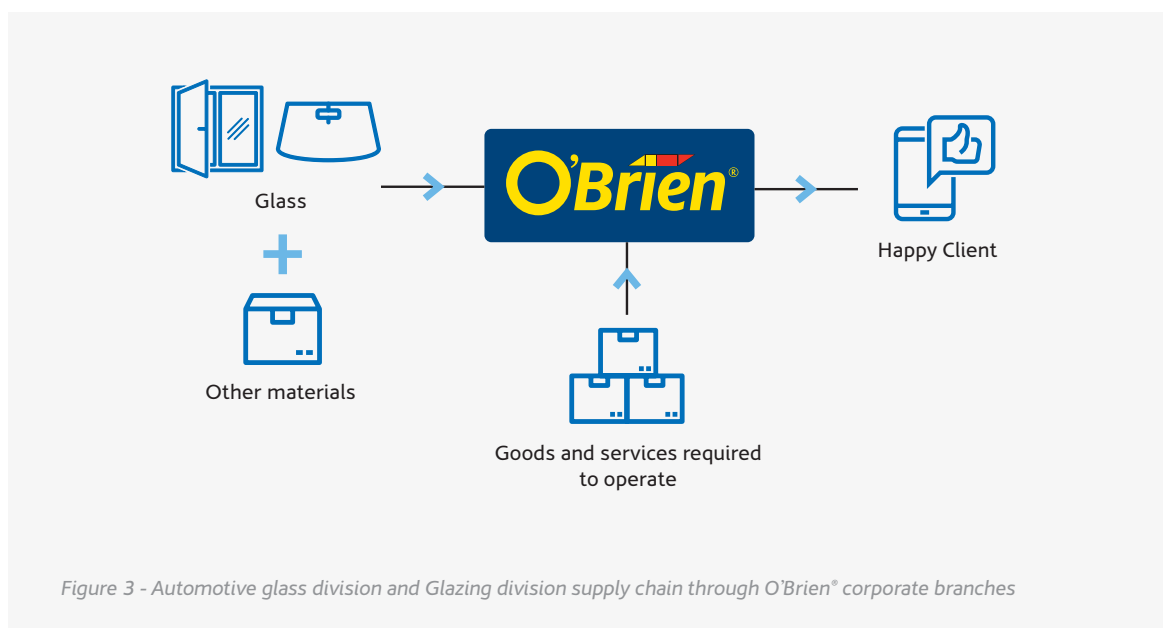 Glass
Other materials
O'Brien®
Goods and services required
to operate
Happy Client
Figure 3 - Automotive glass division and Glazing division supply chain through O'Brien® corporate branches